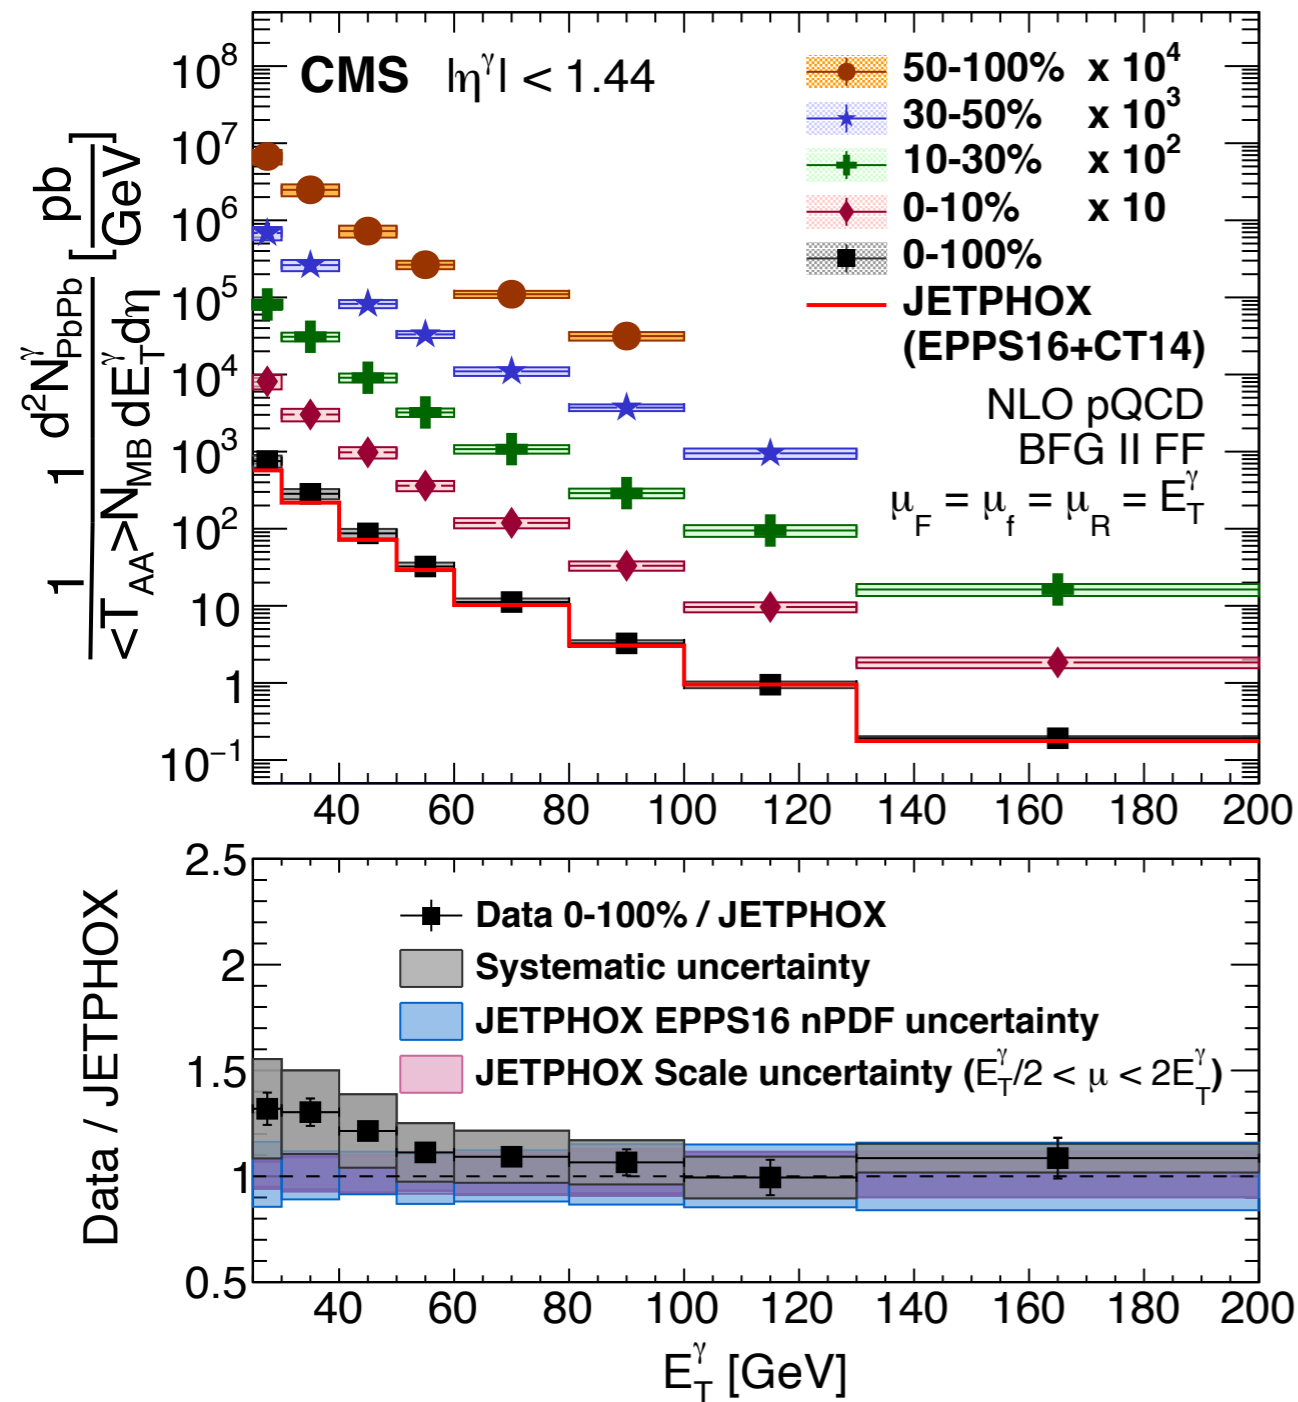 CMS |η^γ| < 1.44
50-100% x 10^4
30-50% x 10^3
10-30% x 10^2
0-10% x 10
0-100%
JETPHOX
(EPPS16+CT14)
NLO pQCD
BFG II FF
μ_F = μ_f = μ_R = E_T^γ
1/<T_AA> 1/N_MB d²N^γ_PbPb/dE_T^γ dη [pb/GeV]
10^8
10^7
10^6
10^5
10^4
10^3
10^2
10
1
10^−1
40 60 80 100 120 140 160 180 200
Data / JETPHOX
2.5
2
1.5
1
0.5
Data 0-100% / JETPHOX
Systematic uncertainty
JETPHOX EPPS16 nPDF uncertainty
JETPHOX Scale uncertainty (E_T^γ/2 < μ < 2E_T^γ)
40 60 80 100 120 140 160 180 200
E_T^γ [GeV]